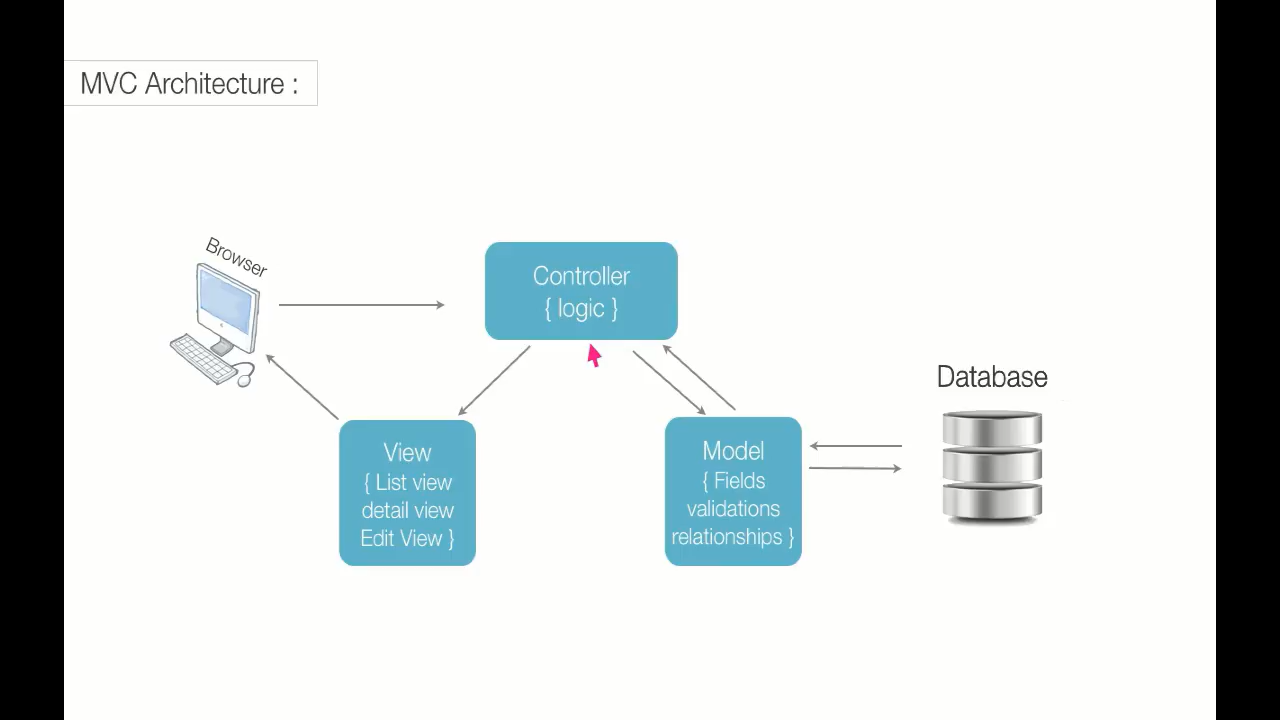 MVC Architecture :
Browser
Controller
{ logic }
Database
View
{ List view
detail view
Edit View }
Model
{ Fields
validations
relationships }